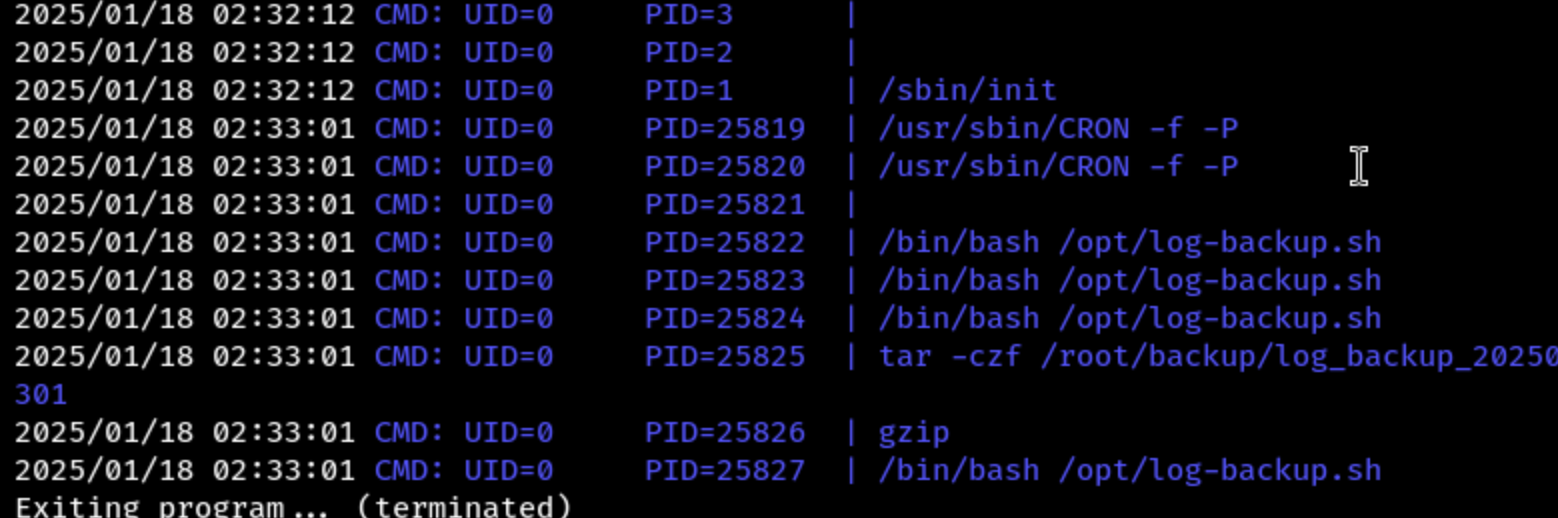 2025/01/18 02:32:12 CMD: UID=0     PID=3      |
2025/01/18 02:32:12 CMD: UID=0     PID=2      |
2025/01/18 02:32:12 CMD: UID=0     PID=1      | /sbin/init
2025/01/18 02:33:01 CMD: UID=0     PID=25819  | /usr/sbin/CRON -f -P
2025/01/18 02:33:01 CMD: UID=0     PID=25820  | /usr/sbin/CRON -f -P
2025/01/18 02:33:01 CMD: UID=0     PID=25821  |
2025/01/18 02:33:01 CMD: UID=0     PID=25822  | /bin/bash /opt/log-backup.sh
2025/01/18 02:33:01 CMD: UID=0     PID=25823  | /bin/bash /opt/log-backup.sh
2025/01/18 02:33:01 CMD: UID=0     PID=25824  | /bin/bash /opt/log-backup.sh
2025/01/18 02:33:01 CMD: UID=0     PID=25825  | tar -czf /root/backup/log_backup_20250
301
2025/01/18 02:33:01 CMD: UID=0     PID=25826  | gzip
2025/01/18 02:33:01 CMD: UID=0     PID=25827  | /bin/bash /opt/log-backup.sh
Exiting program... (terminated)